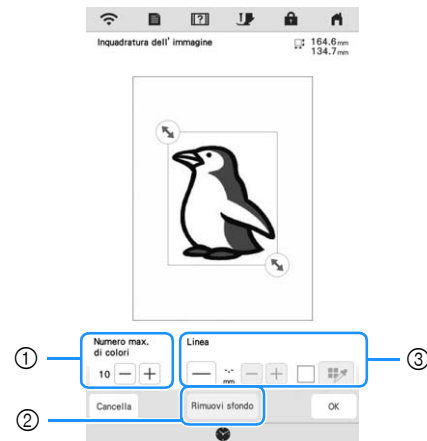 Inquadratura dell' immagine
164.6mm
134.7mm
Numero max. di colori
Linea
① 10 − +
-.- mm − +
③
Cancella
Rimuovi sfondo
OK
②